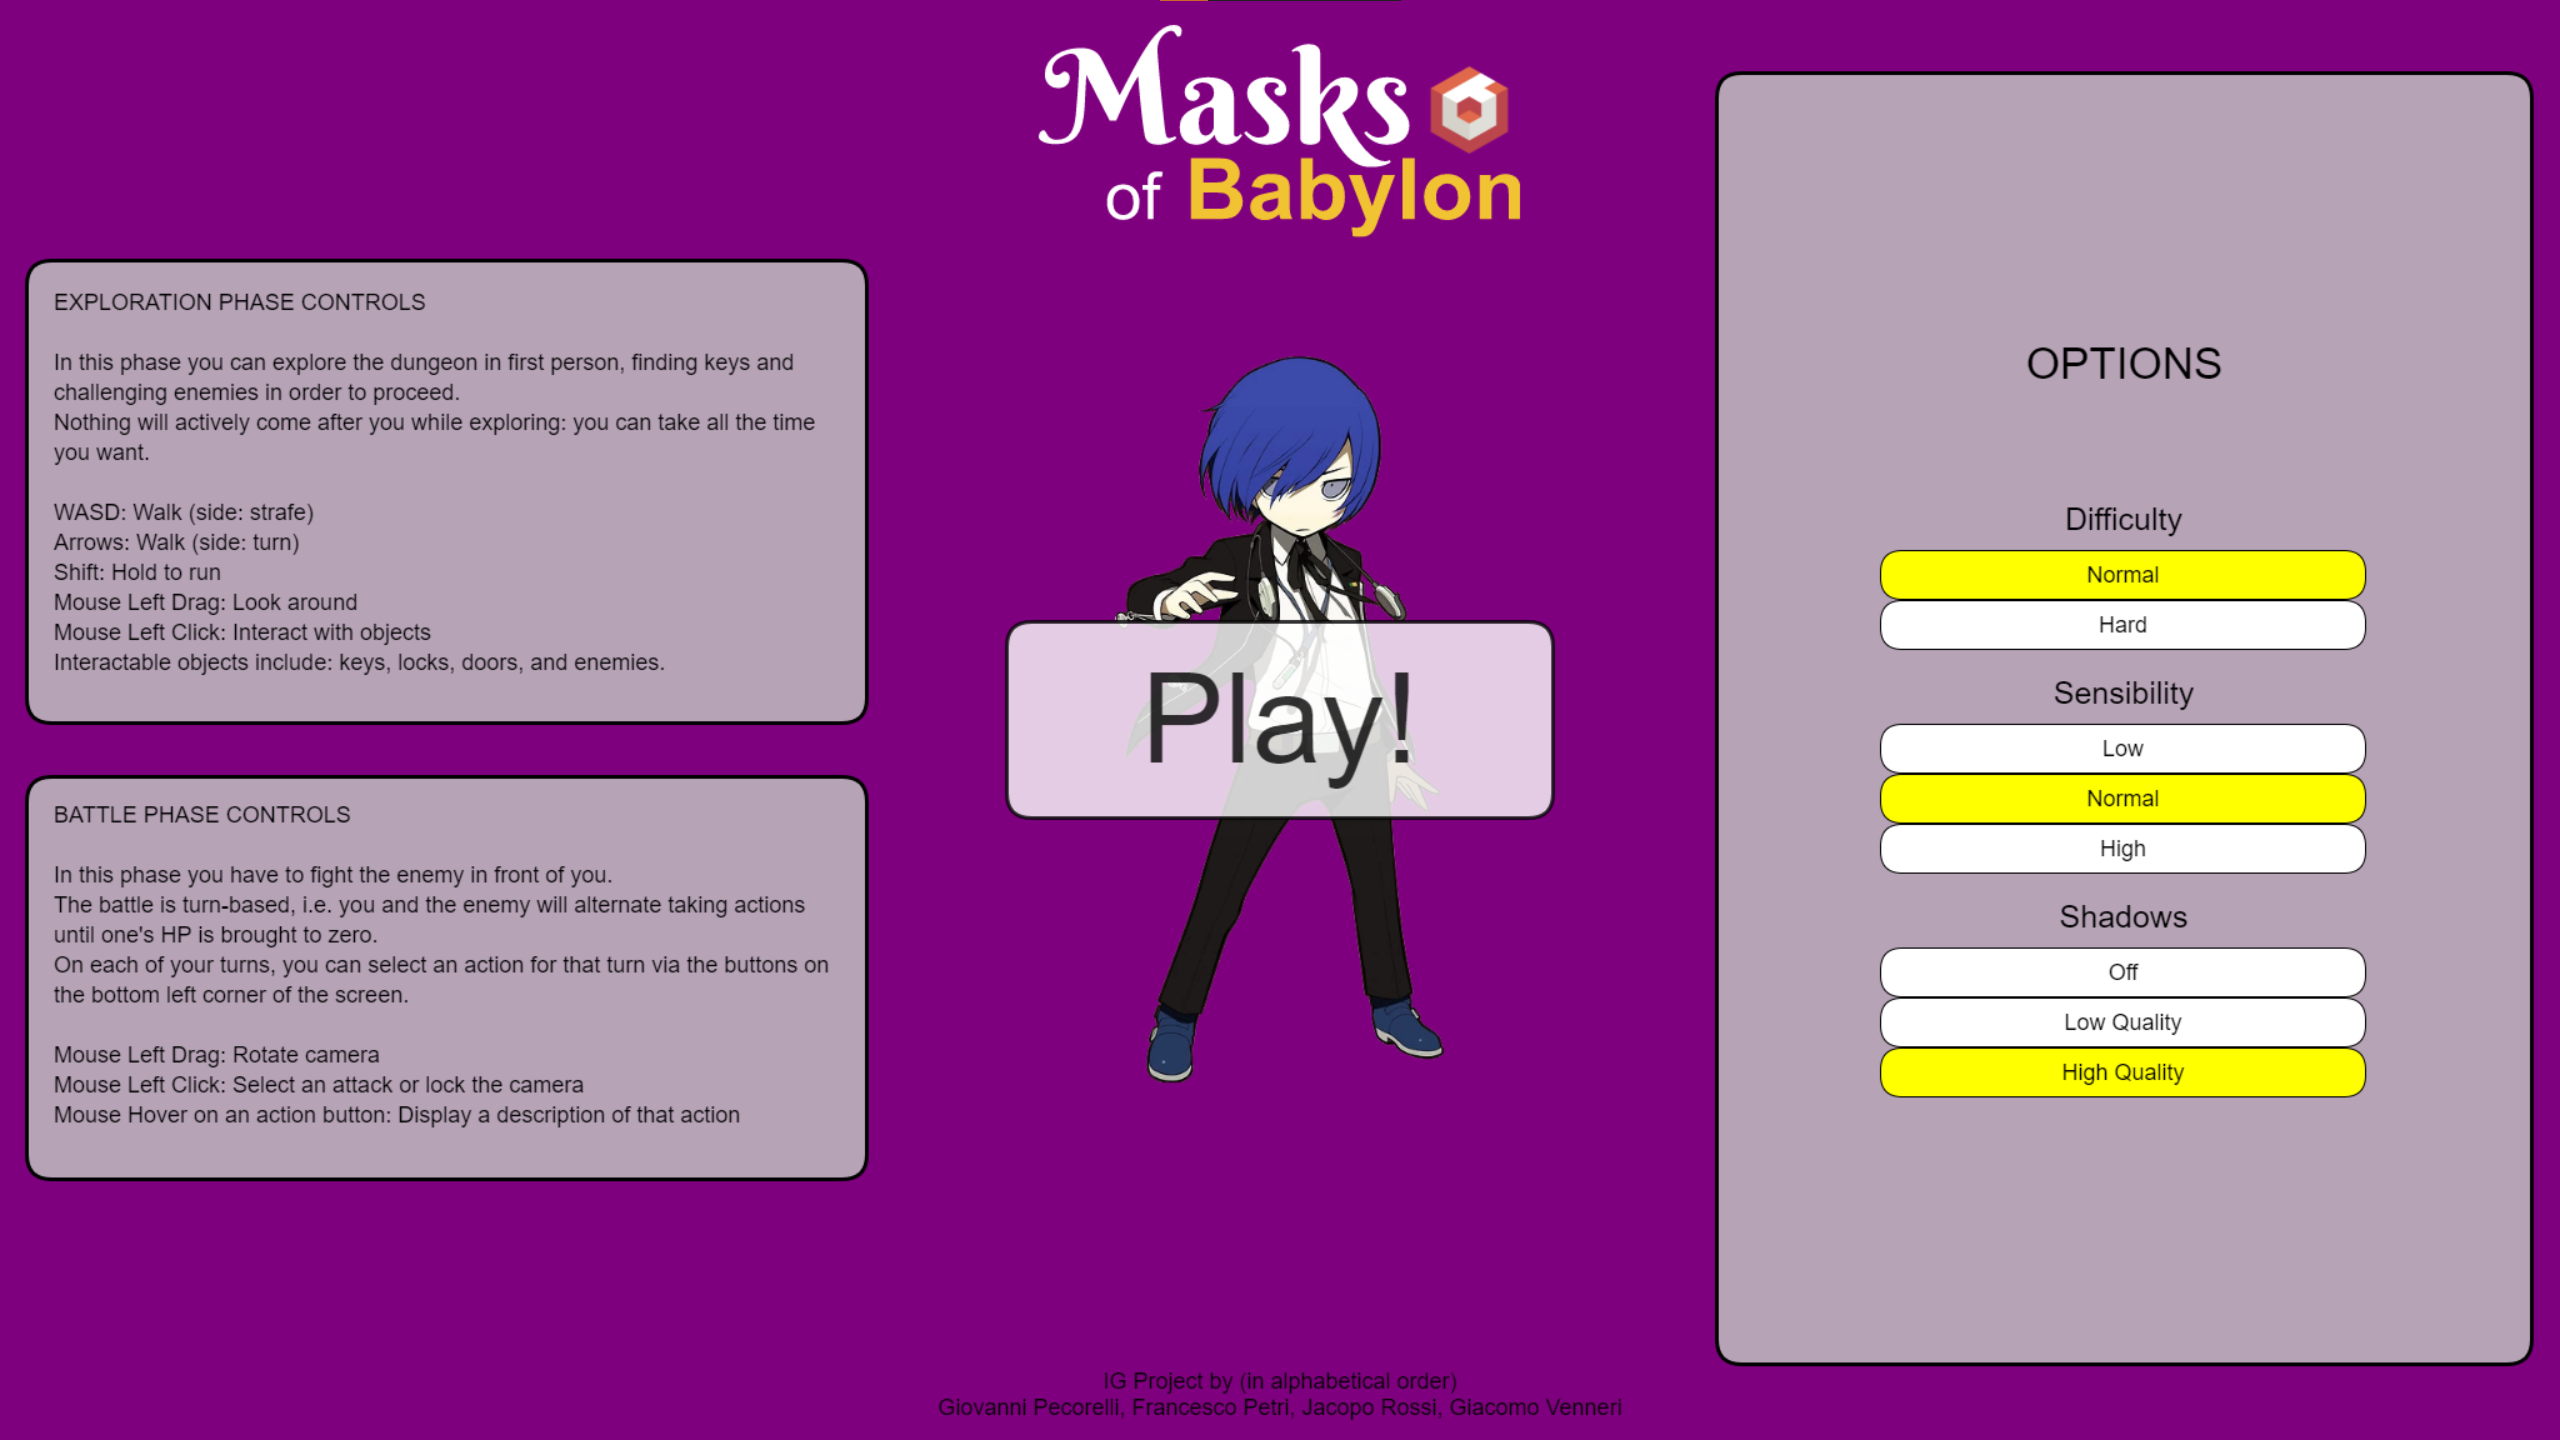 Masks
of Babylon
EXPLORATION PHASE CONTROLS
In this phase you can explore the dungeon in first person, finding keys and
challenging enemies in order to proceed.
Nothing will actively come after you while exploring: you can take all the time
you want.
WASD: Walk (side: strafe)
Arrows: Walk (side: turn)
Shift: Hold to run
Mouse Left Drag: Look around
Mouse Left Click: Interact with objects
Interactable objects include: keys, locks, doors, and enemies.
BATTLE PHASE CONTROLS
In this phase you have to fight the enemy in front of you.
The battle is turn-based, i.e. you and the enemy will alternate taking actions
until one's HP is brought to zero.
On each of your turns, you can select an action for that turn via the buttons on
the bottom left corner of the screen.
Mouse Left Drag: Rotate camera
Mouse Left Click: Select an attack or lock the camera
Mouse Hover on an action button: Display a description of that action
Play!
OPTIONS
Difficulty
Normal
Hard
Sensibility
Low
Normal
High
Shadows
Off
Low Quality
High Quality
IG Project by (in alphabetical order)
Giovanni Pecorelli, Francesco Petri, Jacopo Rossi, Giacomo Venneri